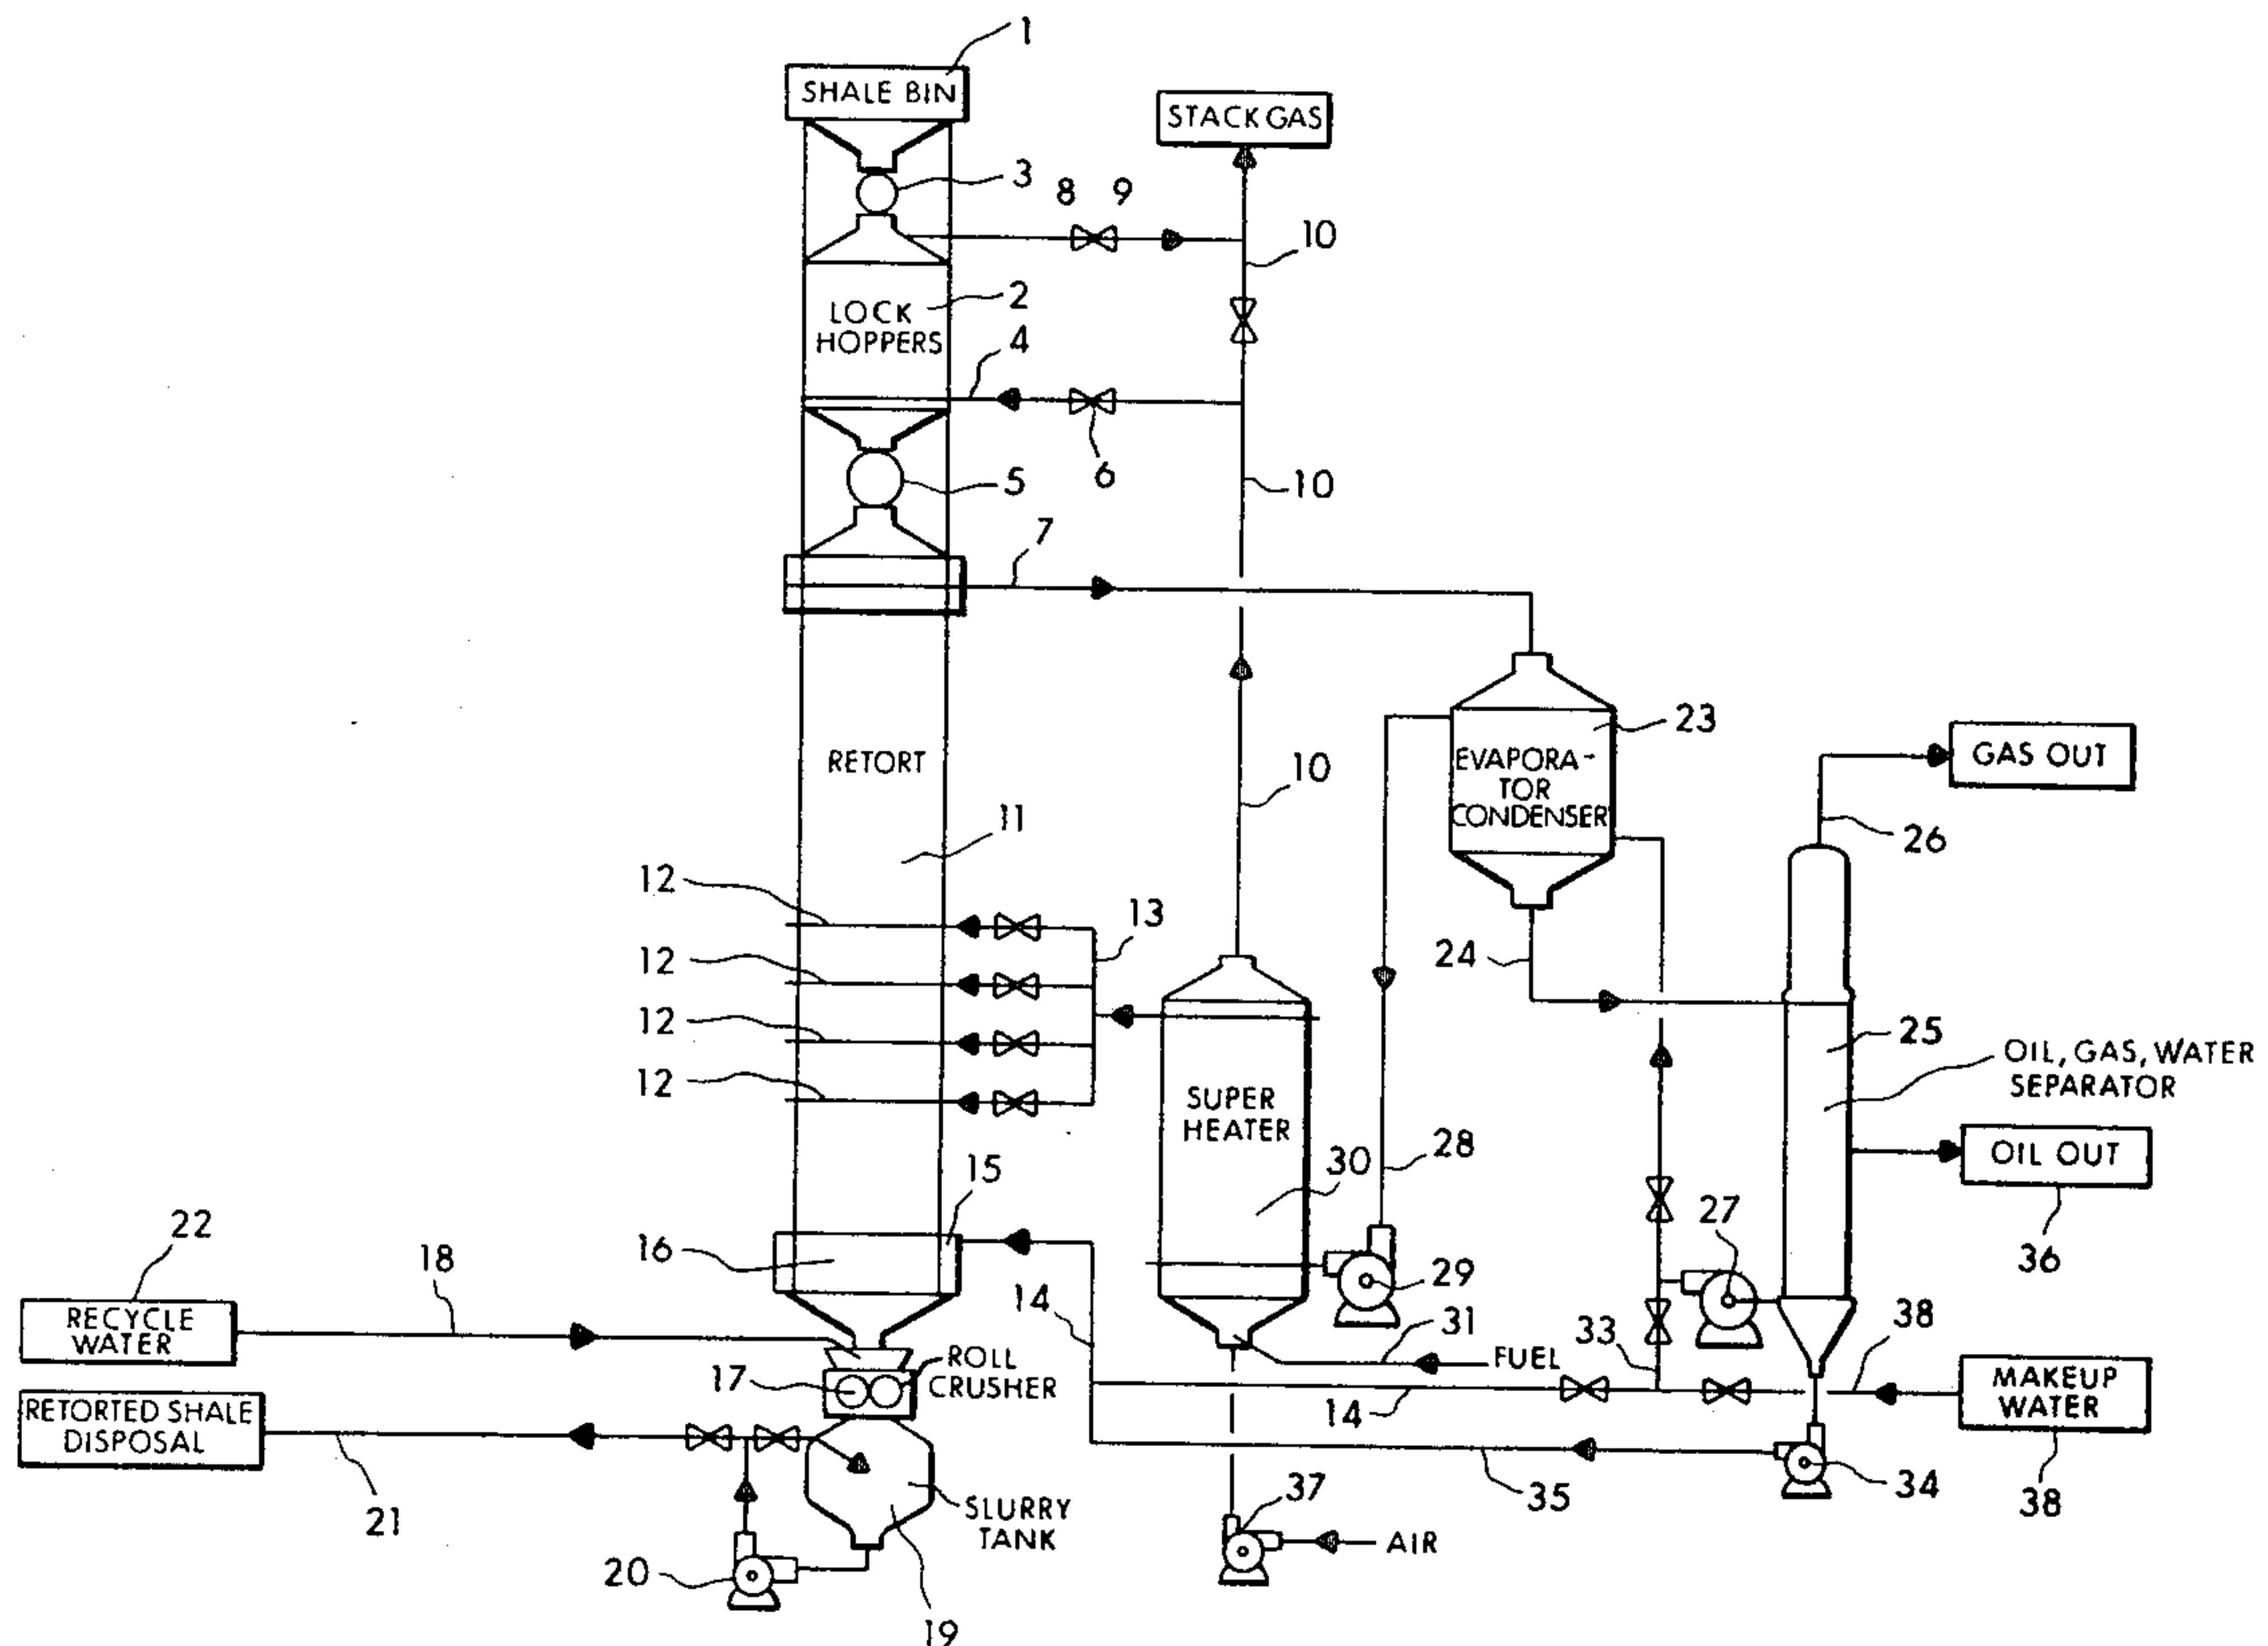 1
SHALE BIN
STACK GAS
3
8 9
10
2
LOCK
HOPPERS
4
6
5
10
7
23
GAS OUT
RETORT
EVAPORA-
TOR
CONDENSER
10
26
11
12
13
12
24
12
25
OIL, GAS, WATER
SEPARATOR
12
SUPER
HEATER
OIL OUT
28
15
30
27
22
16
36
18
29
14
RECYCLE
WATER
33
31
38
ROLL
CRUSHER
FUEL
17
MAKEUP
WATER
RETORTED SHALE
DISPOSAL
14
34
38
35
37
21
SLURRY
TANK
AIR
20
19